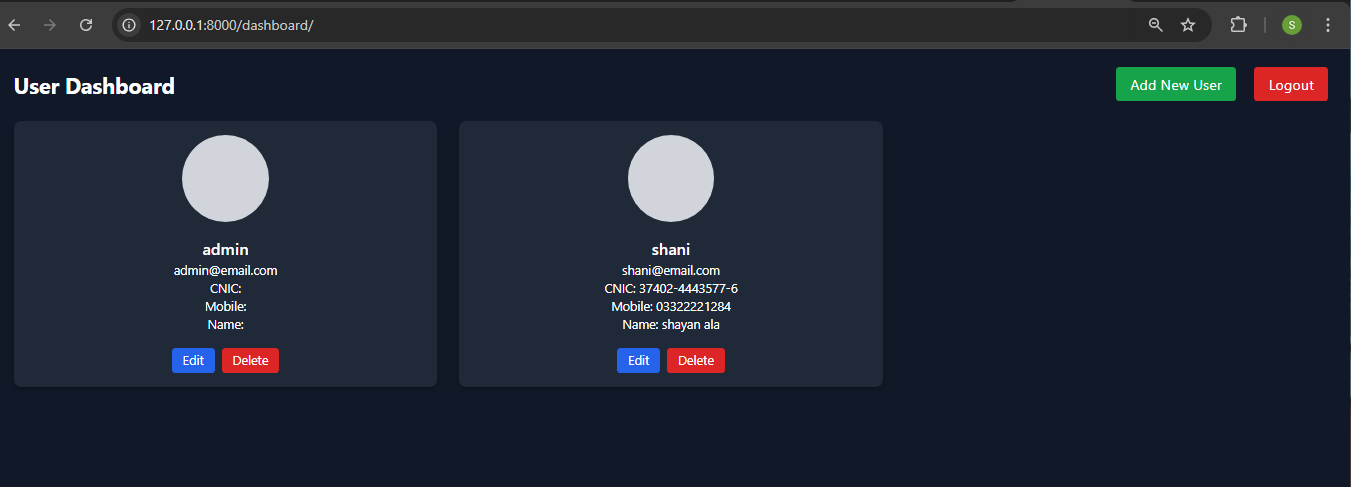 127.0.0.1:8000/dashboard/
S
User Dashboard
Add New User
Logout
admin
admin@email.com
CNIC:
Mobile:
Name:
Edit
Delete
shani
shani@email.com
CNIC: 37402-4443577-6
Mobile: 03322221284
Name: shayan ala
Edit
Delete